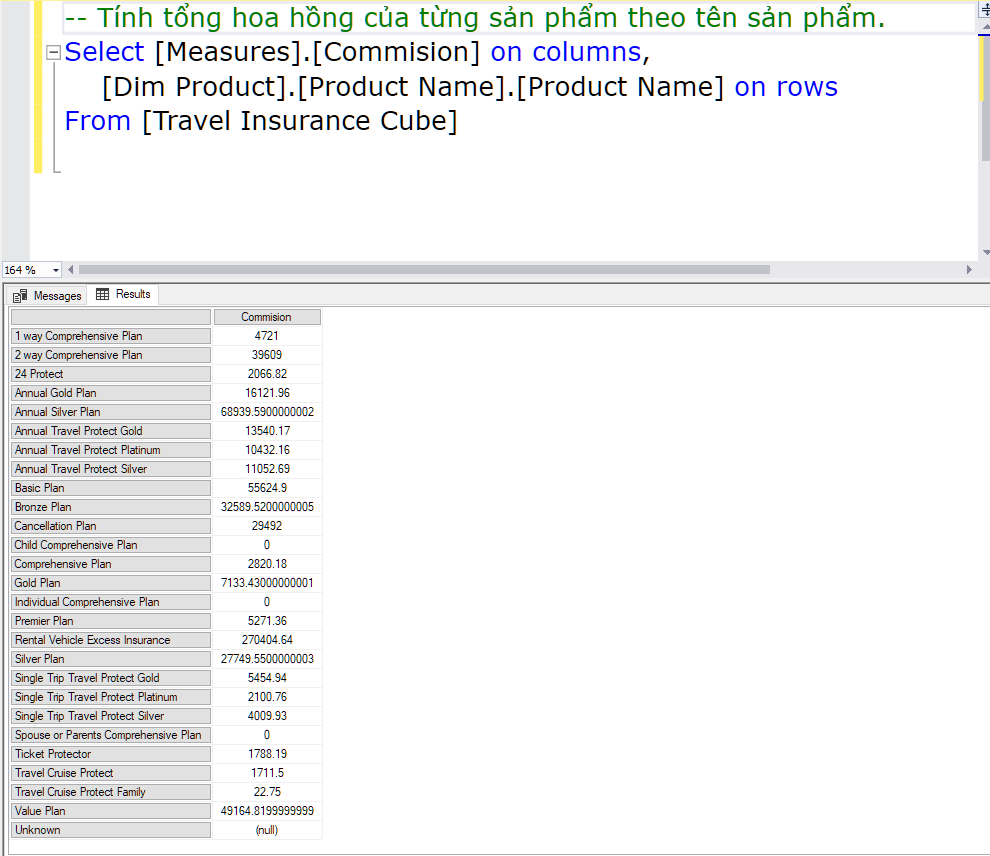 -- Tính tổng hoa hồng của từng sản phẩm theo tên sản phẩm.
Select [Measures].[Commision] on columns,
[Dim Product].[Product Name].[Product Name] on rows
From [Travel Insurance Cube]
164 %
Messages Results
Commision
1 way Comprehensive Plan 4721
2 way Comprehensive Plan 39609
24 Protect 2066.82
Annual Gold Plan 16121.96
Annual Silver Plan 68939.5900000002
Annual Travel Protect Gold 13540.17
Annual Travel Protect Platinum 10432.16
Annual Travel Protect Silver 11052.69
Basic Plan 55624.9
Bronze Plan 32589.5200000005
Cancellation Plan 29492
Child Comprehensive Plan 0
Comprehensive Plan 2820.18
Gold Plan 7133.43000000001
Individual Comprehensive Plan 0
Premier Plan 5271.36
Rental Vehicle Excess Insurance 270404.64
Silver Plan 27749.5500000003
Single Trip Travel Protect Gold 5454.94
Single Trip Travel Protect Platinum 2100.76
Single Trip Travel Protect Silver 4009.93
Spouse or Parents Comprehensive Plan 0
Ticket Protector 1788.19
Travel Cruise Protect 1711.5
Travel Cruise Protect Family 22.75
Value Plan 49164.8199999999
Unknown (null)